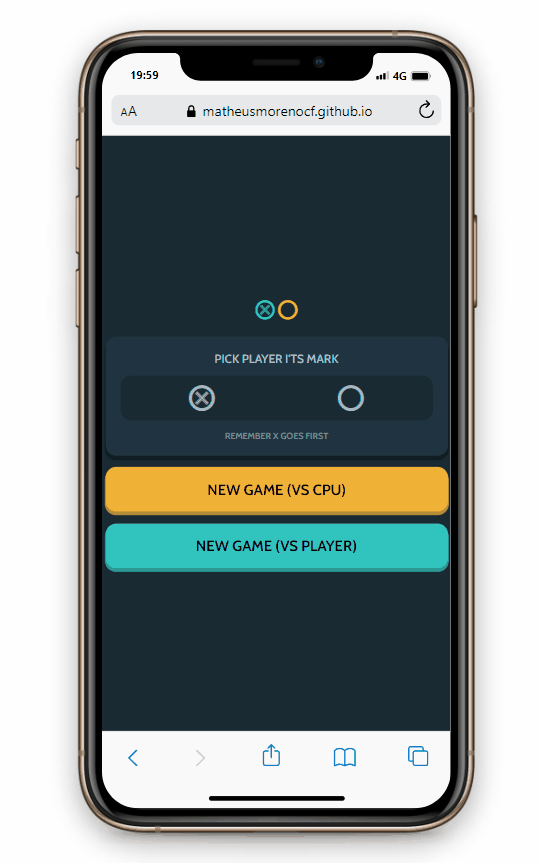 19:59
4G
AA
matheusmorenocf.github.io
PICK PLAYER I'TS MARK
REMEMBER X GOES FIRST
NEW GAME (VS CPU)
NEW GAME (VS PLAYER)